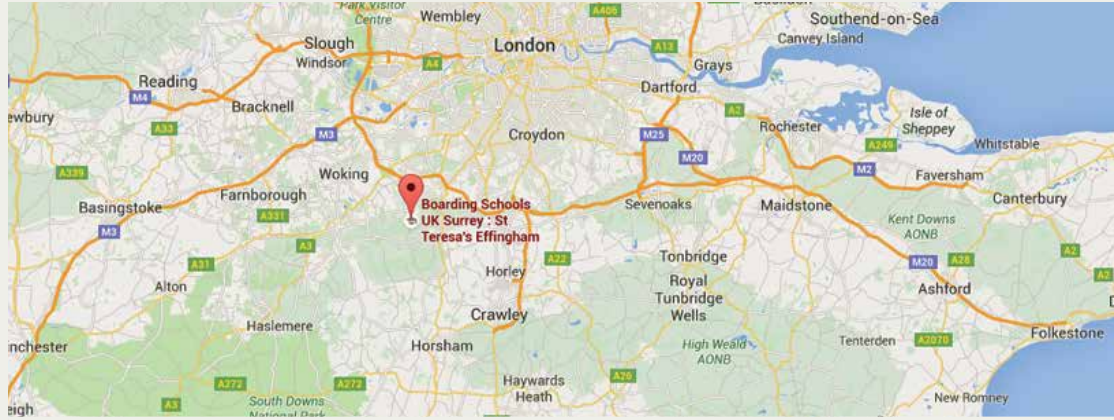 Park Visitor
Centre
Wembley
A406
Southend-on-Sea
Canvey Island
Slough
Windsor
London
A4
A13
Grays
Reading
M4
Dartford
Bracknell
ewbury
A33
M3
Croydon
M25
A2
Rochester
Isle of
Sheppey
A249
Whitstable
M20
M2
Faversham
A339
Woking
Farnborough
Canterbury
Basingstoke
A331
Boarding Schools
UK Surrey : St
Teresa's Effingham
Sevenoaks
Maidstone
Kent Downs
AONB
M3
A3
A2
A31
Horley
A22
Tonbridge
M20
A28
A2
Alton
Royal
Tunbridge
Wells
Ashford
Crawley
Haslemere
Folkestone
Horsham
High Weald
AONB
Tenterden
A2070
nchester
A272
A272
Haywards
Heath
A26
South Downs
National Park
A3
New Romney
eigh